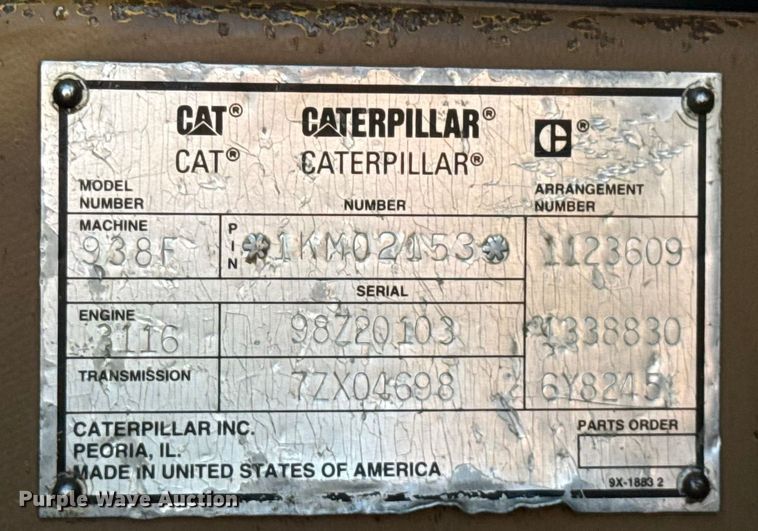 CAT® CATERPILLAR® C®
CAT® CATERPILLAR®
MODEL NUMBER NUMBER ARRANGEMENT NUMBER
MACHINE 938F PIN *1KM02153* 1123609
SERIAL
ENGINE 3116 98Z20103 1338830
TRANSMISSION 7ZX04698 6Y8245
CATERPILLAR INC. PARTS ORDER
PEORIA, IL.
MADE IN UNITED STATES OF AMERICA
9X-1883 2
Purple Wave Auction